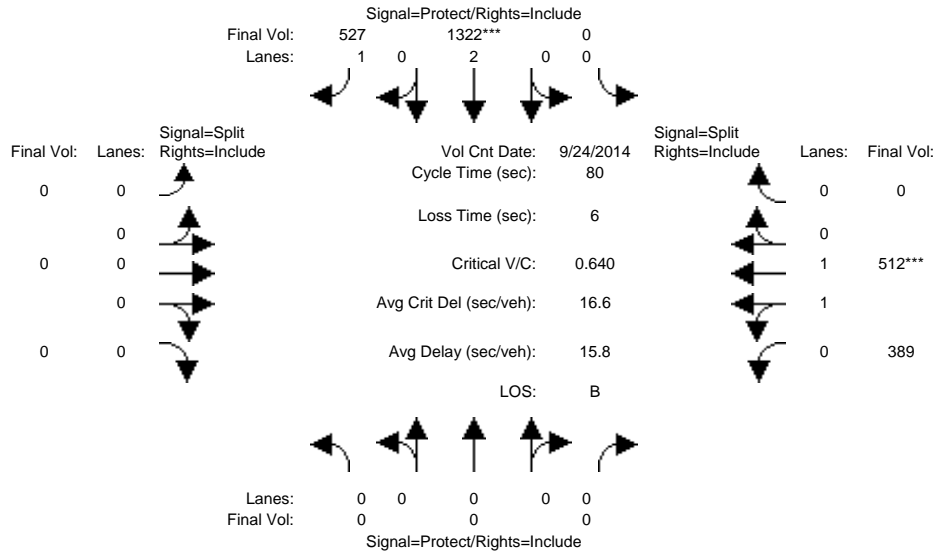 Signal=Protect/Rights=Include
Final Vol: 527 1322*** 0
Lanes: 1 0 2 0 0
Signal=Split Signal=Split
Final Vol: Lanes: Rights=Include Vol Cnt Date: 9/24/2014 Rights=Include Lanes: Final Vol:
Cycle Time (sec): 80
0 0 0 0
Loss Time (sec): 6
0 0
0 0 Critical V/C: 0.640 1 512***
0 Avg Crit Del (sec/veh): 16.6 1
0 0 Avg Delay (sec/veh): 15.8 0 389
LOS: B
Lanes: 0 0 0 0 0
Final Vol: 0 0 0
Signal=Protect/Rights=Include